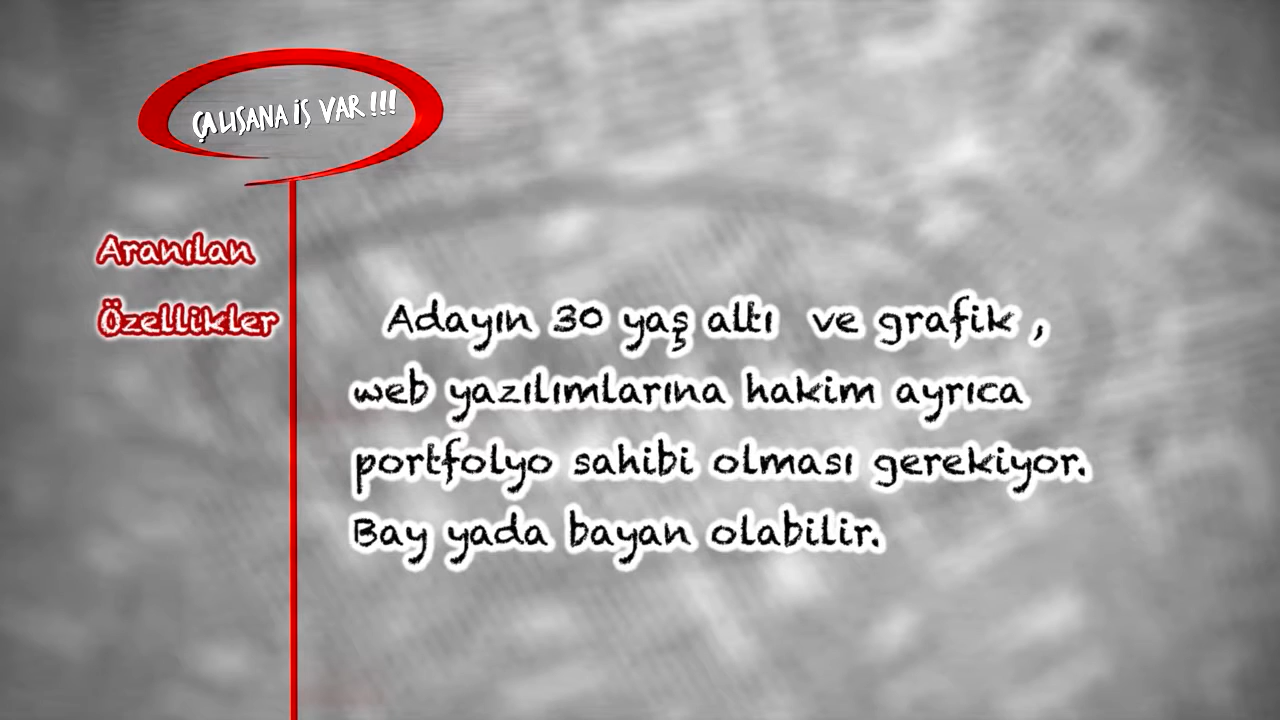 ÇALIŞANA İŞ VAR !!!
Aranılan
Özellikler
Adayın 30 yaş altı ve grafik ,
web yazılımlarına hakim ayrıca
portfolyo sahibi olması gerekiyor.
Bay yada bayan olabilir.